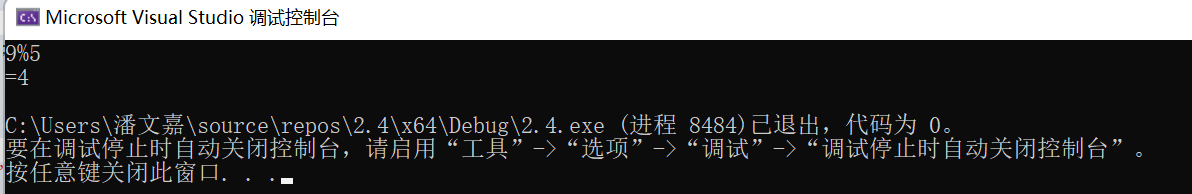 Microsoft Visual Studio 调试控制台
9%5
=4
C:\Users\潘文嘉\source\repos\2.4\x64\Debug\2.4.exe (进程 8484)已退出，代码为 0。
要在调试停止时自动关闭控制台，请启用“工具”->“选项”->“调试”->“调试停止时自动关闭控制台”。
按任意键关闭此窗口. . .